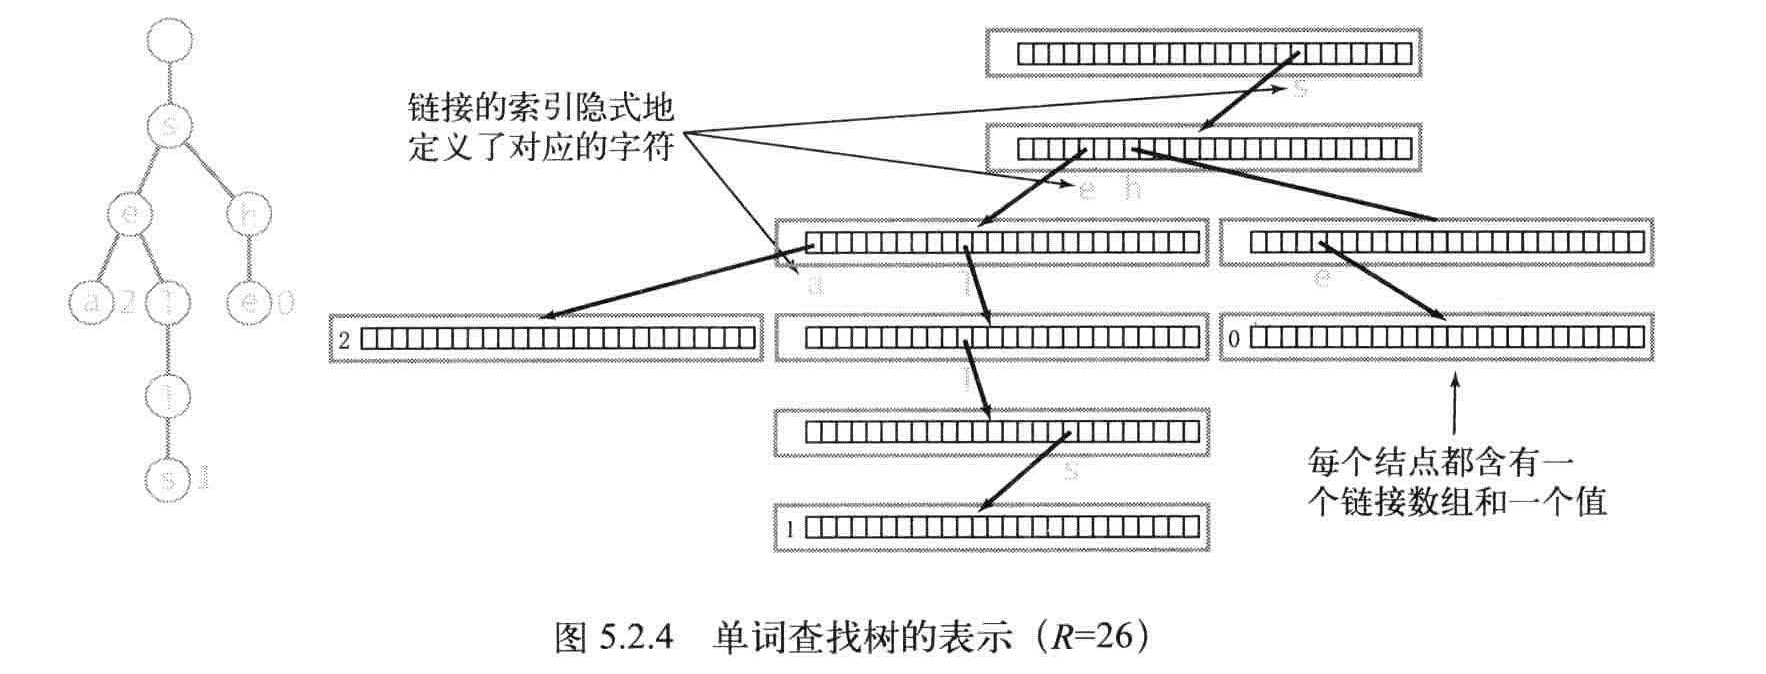 链接的索引隐式地
定义了对应的字符
s
s
e h
e
h
a
l
e
a 2
l
e 0
2
0
l
l
s
s 1
1
每个结点都含有一
个链接数组和一个值
图 5.2.4 单词查找树的表示（R=26）